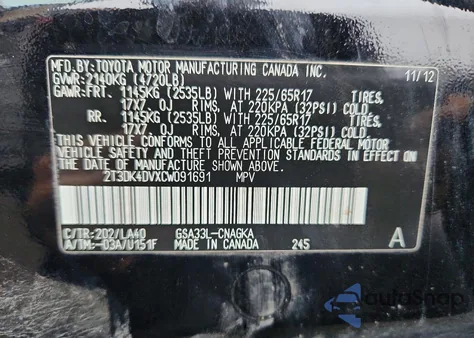 MFD.BY:TOYOTA MOTOR MANUFACTURING CANADA INC.
GVWR:2140KG (4720LB) 11/12
GAWR:FRT. 1145KG (2535LB) WITH 225/65R17 TIRES,
17X7.0J RIMS, AT 220KPA (32PSI) COLD
RR. 1145KG (2535LB) WITH 225/65R17 TIRES,
17X7.0J RIMS, AT 220KPA (32PSI) COLD
THIS VEHICLE CONFORMS TO ALL APPLICABLE FEDERAL MOTOR
VEHICLE SAFETY AND THEFT PREVENTION STANDARDS IN EFFECT
ON THE DATE OF MANUFACTURE SHOWN ABOVE.
2T3DK4DVXCW091691 MPV
C/TR:202/LA40 GSA33L-CNAGKA
A/TM:-03A/U151F MADE IN CANADA 245 A
AutoSnap